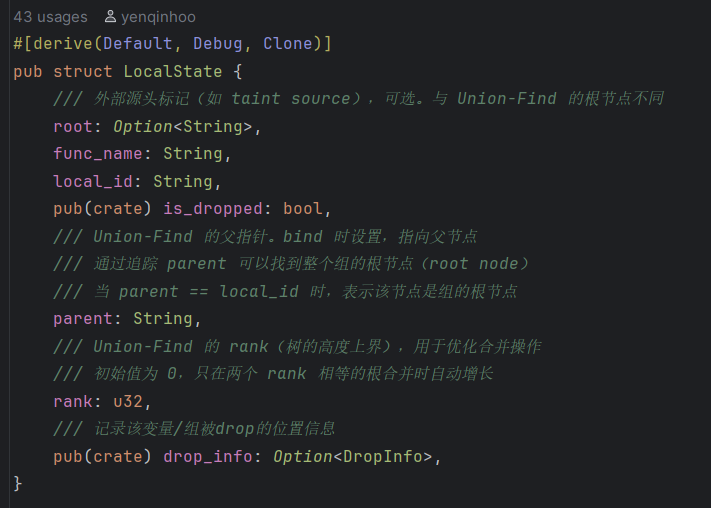 43 usages yenqinhoo
#[derive(Default, Debug, Clone)]
pub struct LocalState {
    /// 外部源头标记（如 taint source），可选。与 Union-Find 的根节点不同
    root: Option<String>,
    func_name: String,
    local_id: String,
    pub(crate) is_dropped: bool,
    /// Union-Find 的父指针。bind 时设置，指向父节点
    /// 通过追踪 parent 可以找到整个组的根节点（root node）
    /// 当 parent == local_id 时，表示该节点是组的根节点
    parent: String,
    /// Union-Find 的 rank（树的高度上界），用于优化合并操作
    /// 初始值为 0，只在两个 rank 相等的根合并时自动增长
    rank: u32,
    /// 记录该变量/组被drop的位置信息
    pub(crate) drop_info: Option<DropInfo>,
}